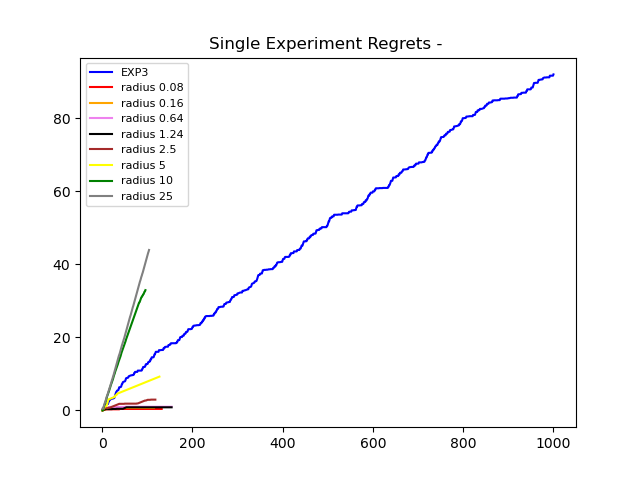 Single Experiment Regrets -
EXP3
radius 0.08
radius 0.16
radius 0.64
radius 1.24
radius 2.5
radius 5
radius 10
radius 25
80
60
40
20
0
0 200 400 600 800 1000